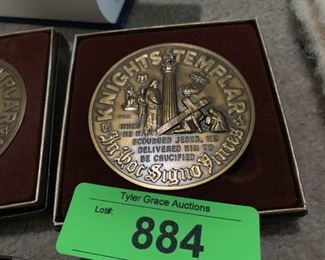 KNIGHTS TEMPLAR
WHEN
HE HAD
SCOURGED JESUS, HE
DELIVERED HIM TO
BE CRUCIFIED
In Hoc Signo Vinces
PLAR
Tyler Grace Auctions
Lot#:
884